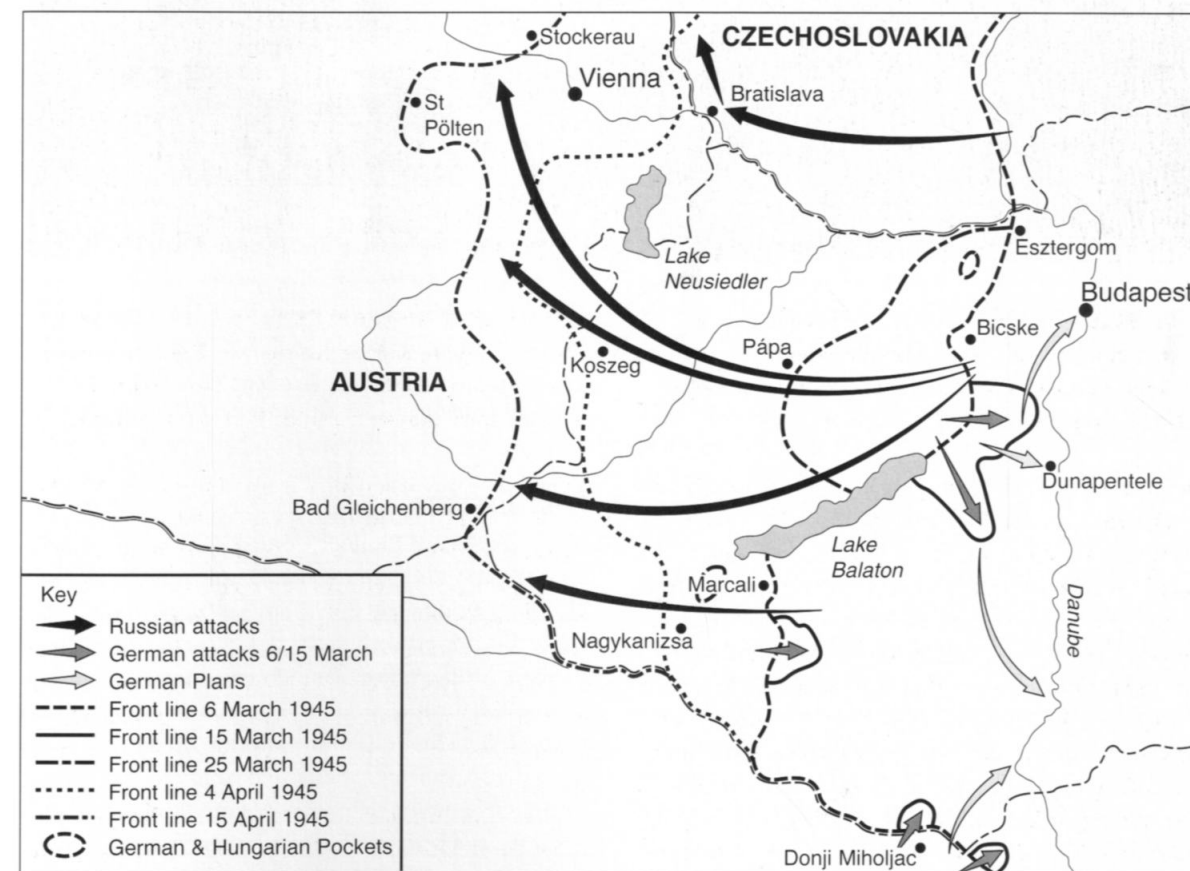 Stockerau
CZECHOSLOVAKIA
Vienna
Bratislava
St
Pölten
Esztergom
Lake
Neusiedler
Budapest
Bicske
Pápa
Koszeg
AUSTRIA
Dunapentele
Bad Gleichenberg
Lake
Balaton
Marcali
Danube
Nagykanizsa
Donji Miholjac
Key
Russian attacks
German attacks 6/15 March
German Plans
Front line 6 March 1945
Front line 15 March 1945
Front line 25 March 1945
Front line 4 April 1945
Front line 15 April 1945
German & Hungarian Pockets